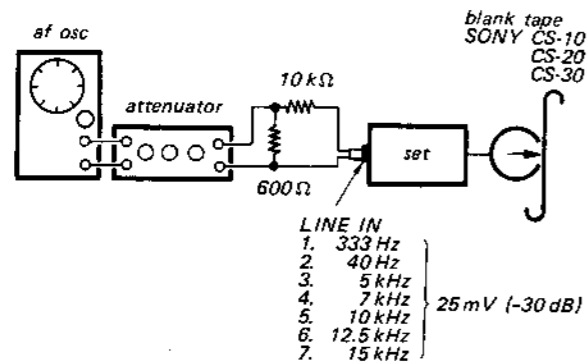 blank tape
SONY CS-10
CS-20
CS-30
af osc
attenuator
10 kΩ
600 Ω
set
LINE IN
1. 333 Hz
2. 40 Hz
3. 5 kHz
4. 7 kHz
5. 10 kHz
6. 12.5 kHz
7. 15 kHz
25 mV (-30 dB)